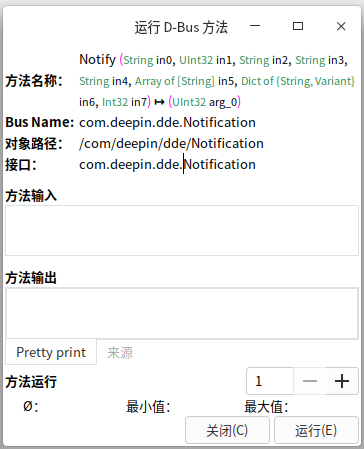 运行 D-Bus 方法
方法名称：
Notify (String in0, UInt32 in1, String in2, String in3,
String in4, Array of [String] in5, Dict of {String, Variant}
in6, Int32 in7) ↦ (UInt32 arg_0)
Bus Name: com.deepin.dde.Notification
对象路径： /com/deepin/dde/Notification
接口： com.deepin.dde.Notification
方法输入
方法输出
Pretty print 来源
方法运行 1
Ø： 最小值： 最大值：
关闭(C) 运行(E)